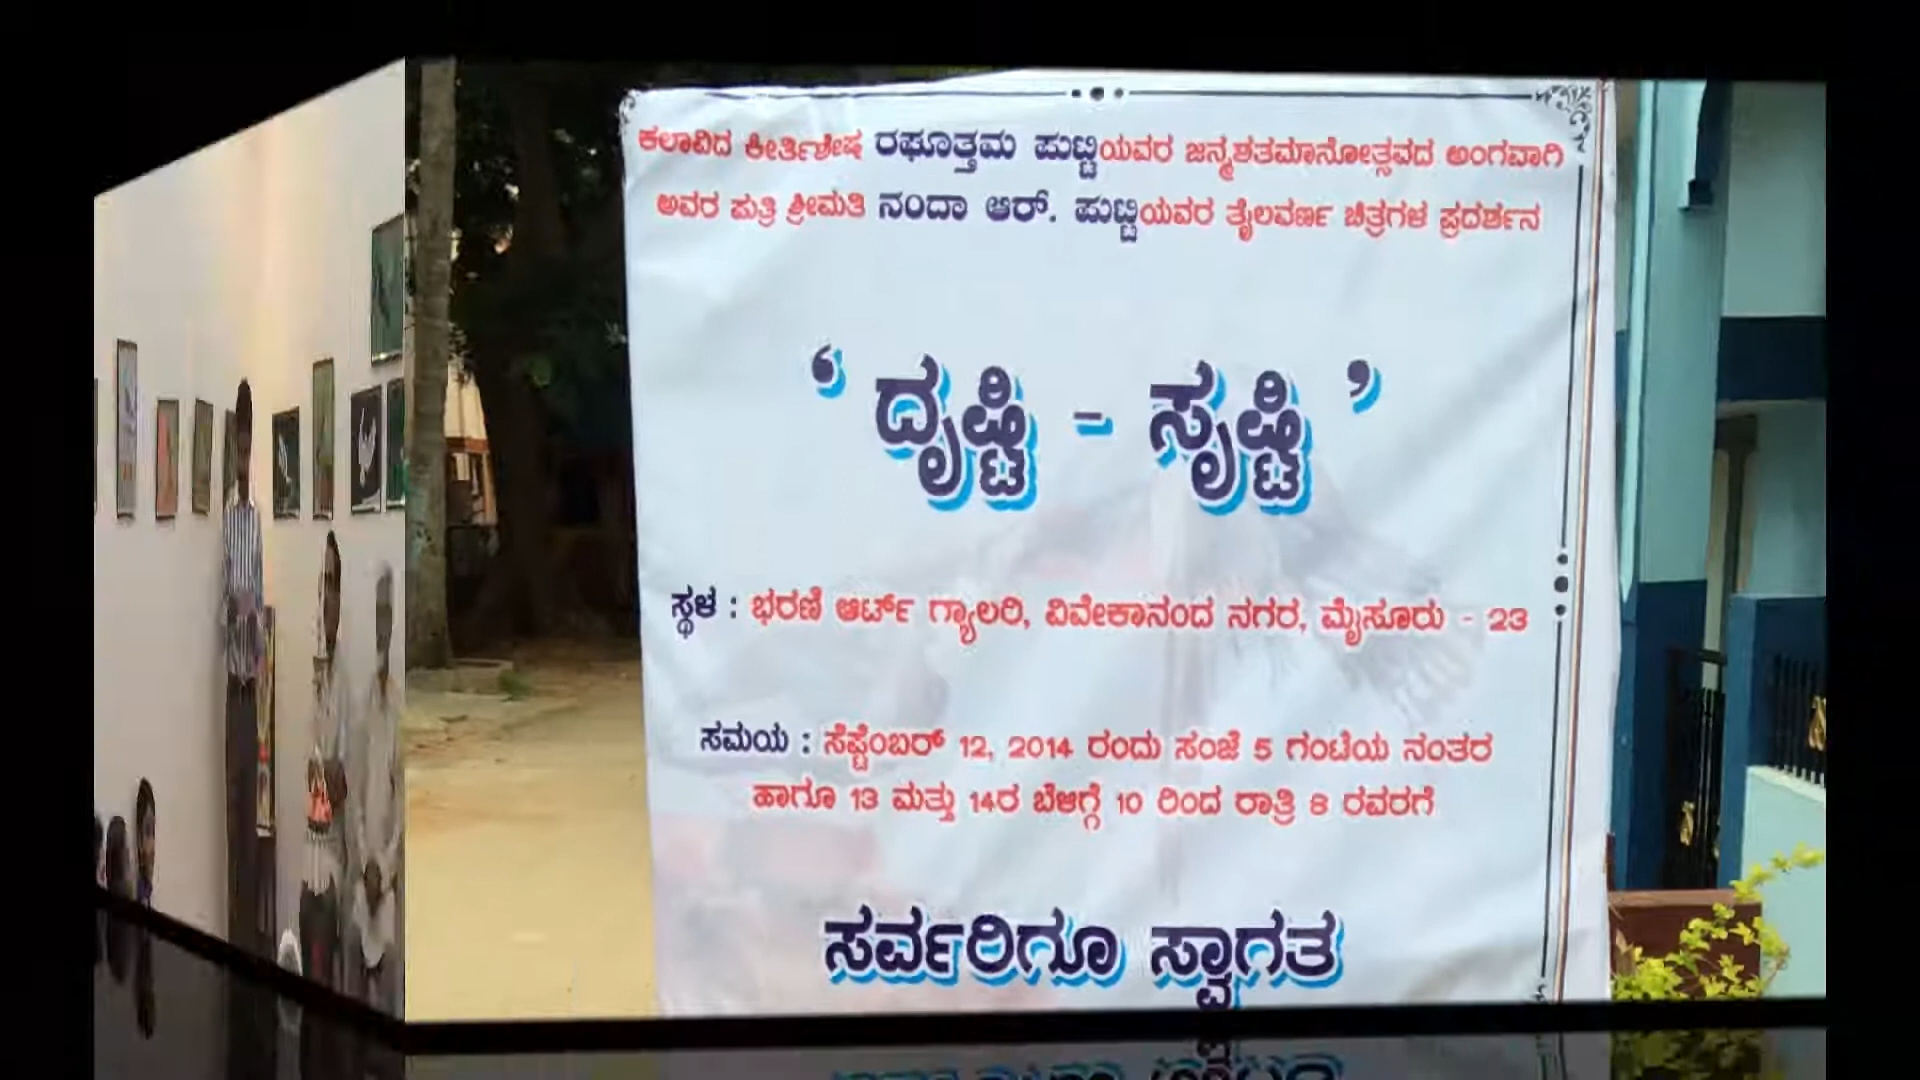 ಕಲಾವಿದ ಕೀರ್ತಿಶೇಷ ರಘೂತ್ತಮ ಪುಟ್ಟಿಯವರ ಜನ್ಮಶತಮಾನೋತ್ಸವದ ಅಂಗವಾಗಿ
ಅವರ ಪುತ್ರಿ ಶ್ರೀಮತಿ ನಂದಾ ಆರ್. ಪುಟ್ಟಿಯವರ ತೈಲವರ್ಣ ಚಿತ್ರಗಳ ಪ್ರದರ್ಶನ
‘ ದೃಷ್ಟಿ - ಸೃಷ್ಟಿ ’
ಸ್ಥಳ : ಭರಣಿ ಆರ್ಟ್ ಗ್ಯಾಲರಿ, ವಿವೇಕಾನಂದ ನಗರ, ಮೈಸೂರು - 23
ಸಮಯ : ಸೆಪ್ಟೆಂಬರ್ 12, 2014 ರಂದು ಸಂಜೆ 5 ಗಂಟೆಯ ನಂತರ
ಹಾಗೂ 13 ಮತ್ತು 14ರ ಬೆಳಗ್ಗೆ 10 ರಿಂದ ರಾತ್ರಿ 8 ರವರಗೆ
ಸರ್ವರಿಗೂ ಸ್ವಾಗತ